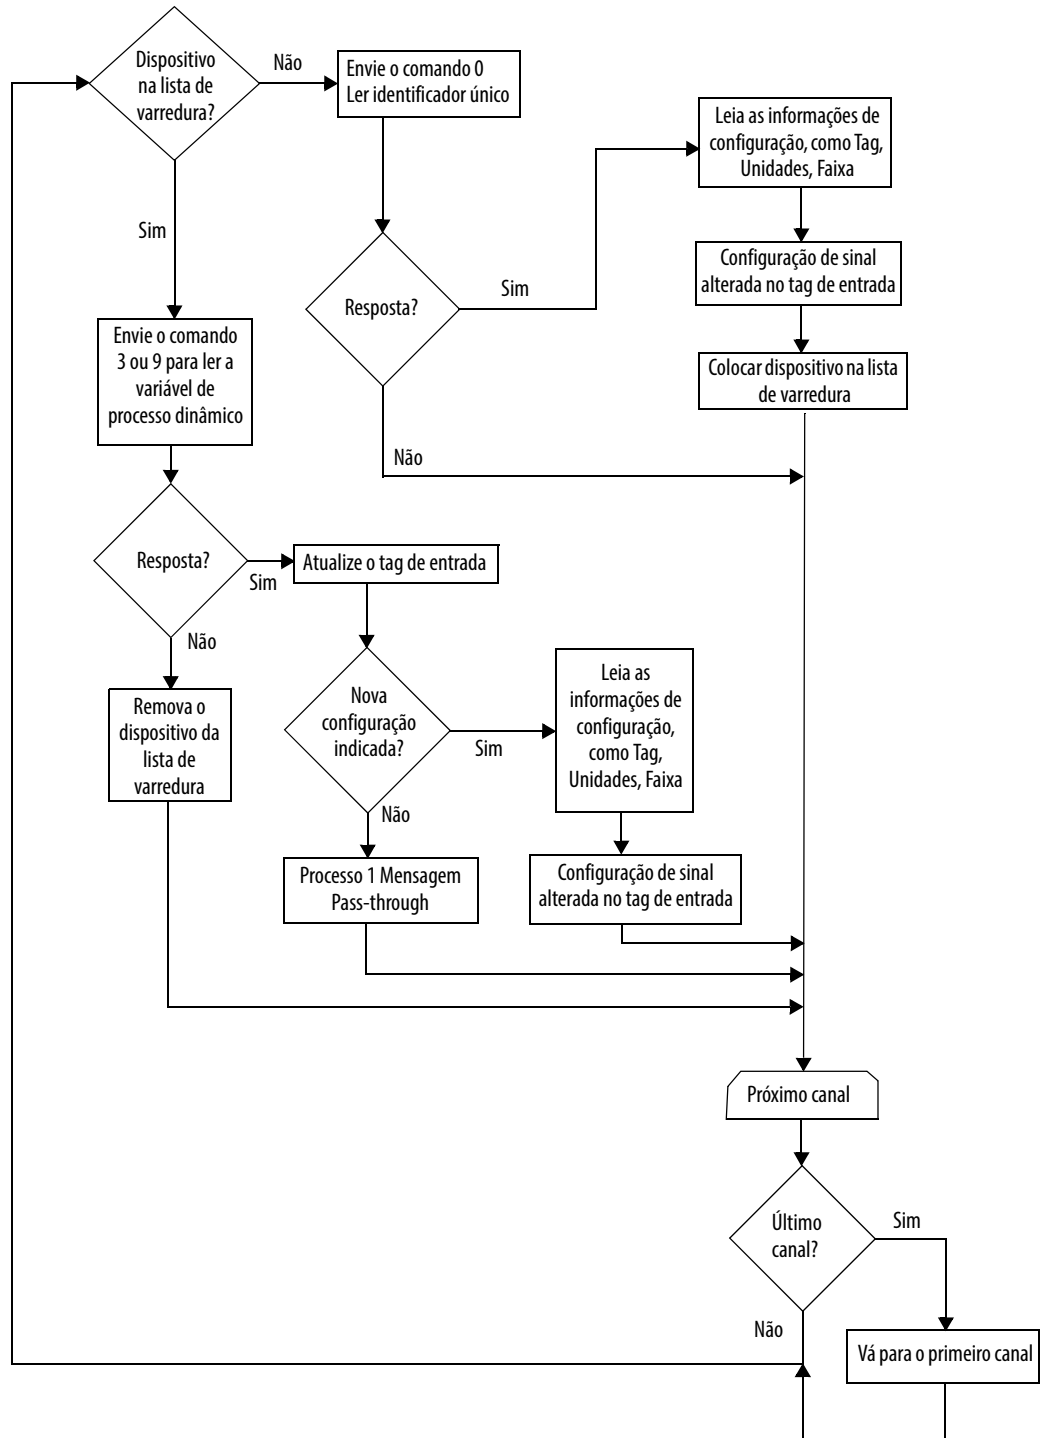 Dispositivo
na lista de
varredura?
Não
Envie o comando 0
Ler identificador único
Leia as informações de
configuração, como Tag,
Unidades, Faixa
Sim
Configuração de sinal
alterada no tag de entrada
Resposta?
Sim
Envie o comando
3 ou 9 para ler a
variável de
processo dinâmico
Colocar dispositivo na lista
de varredura
Não
Resposta?
Sim
Atualize o tag de entrada
Não
Remova o
dispositivo da
lista de
varredura
Nova
configuração
indicada?
Sim
Leia as
informações de
configuração,
como Tag,
Unidades, Faixa
Não
Processo 1 Mensagem
Pass-through
Configuração de sinal
alterada no tag de entrada
Próximo canal
Último
canal?
Sim
Não
Vá para o primeiro canal